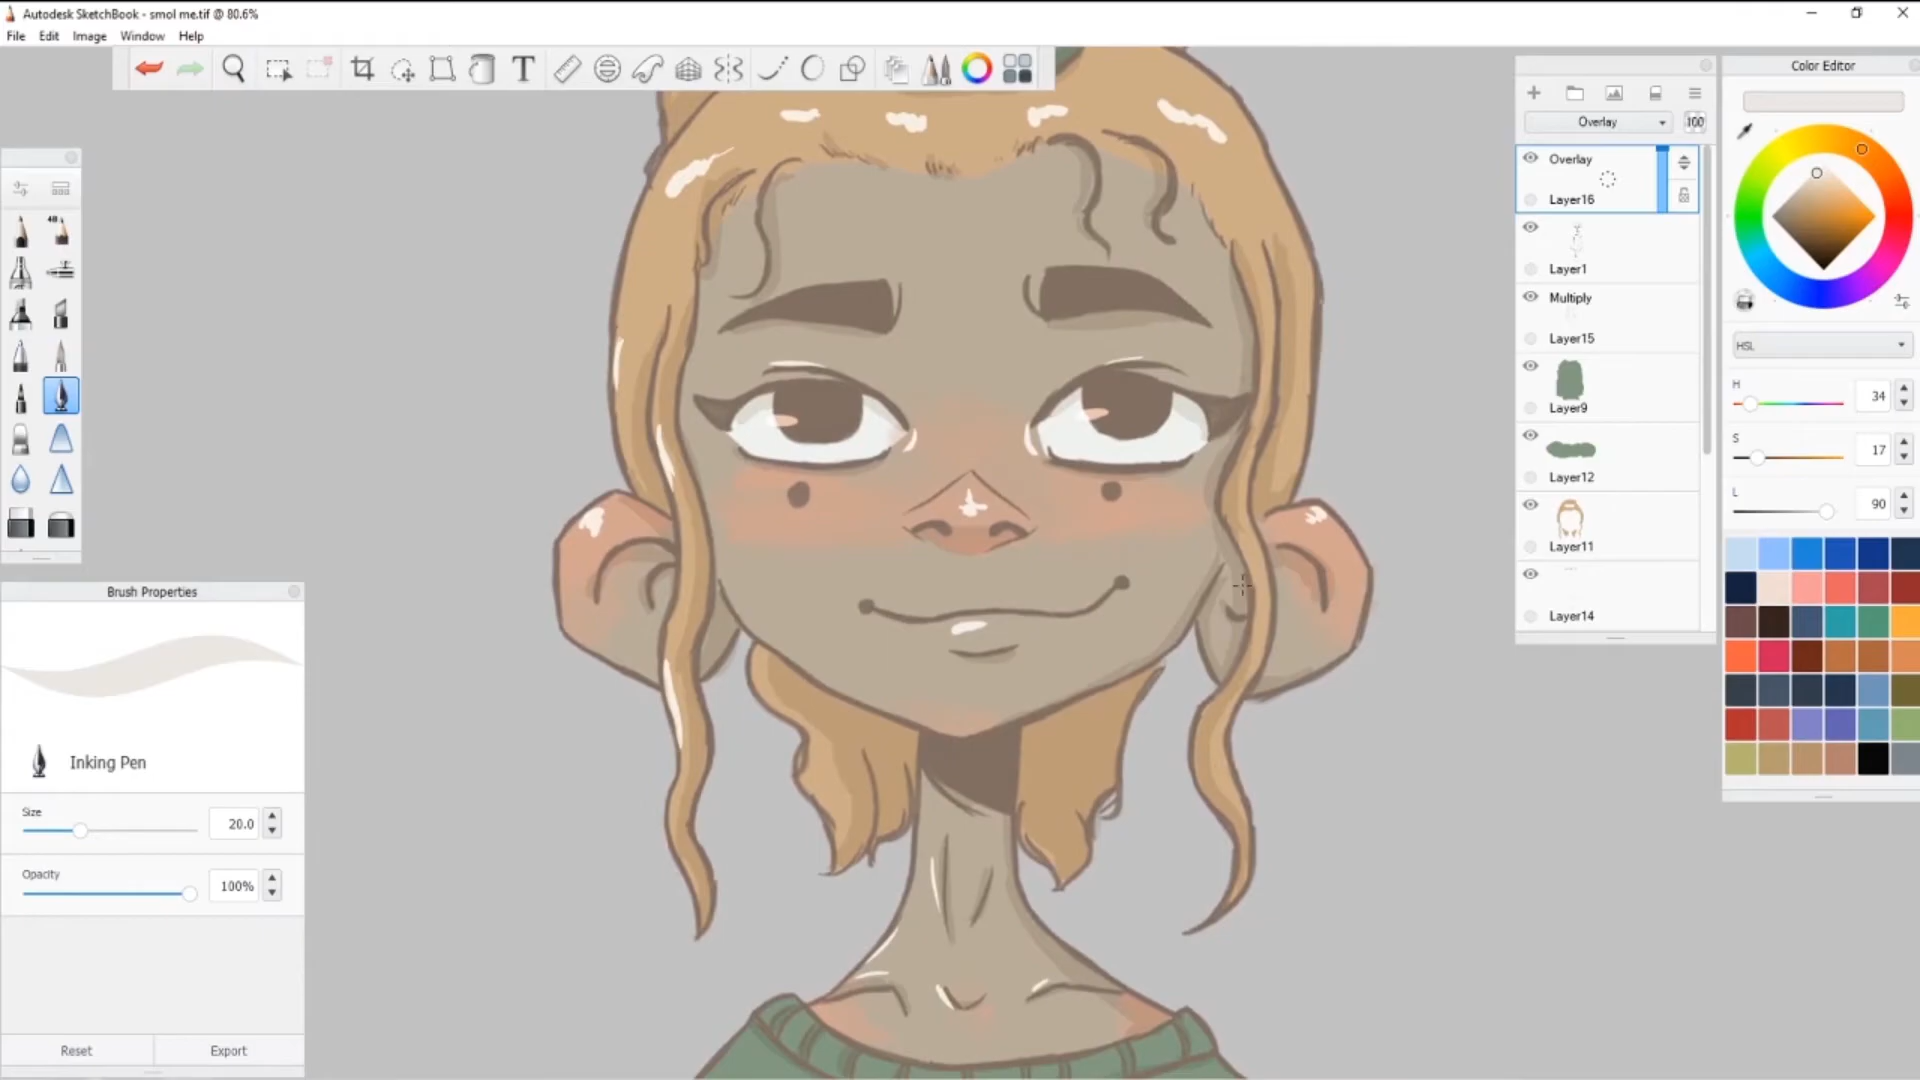 Autodesk SketchBook - smol me.tif @ 80.6%
File Edit Image Window Help
T
Color Editor
Overlay 100
Overlay
Layer16
Layer1
Multiply
Layer15
Layer9
Layer12
Layer11
Layer14
HSL
H 34
S 17
L 90
4B
Brush Properties
Inking Pen
Size
20.0
Opacity
100%
Reset Export